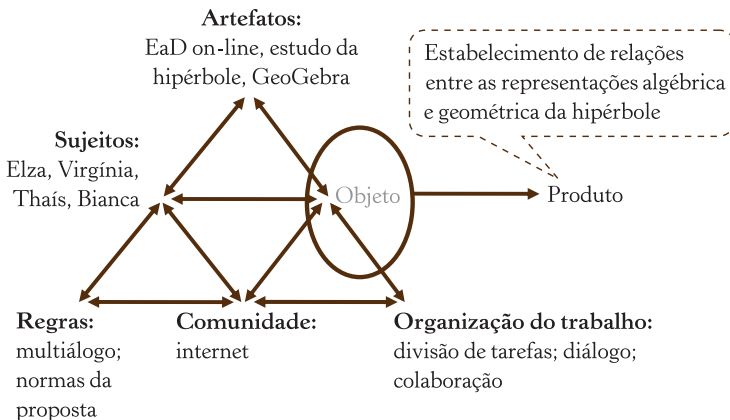 Artefatos:
EaD on-line, estudo da
hipérbole, GeoGebra
Estabelecimento de relações
entre as representações algébrica
e geométrica da hipérbole
Sujeitos:
Elza, Virgínia,
Thaís, Bianca
Objeto
Produto
Regras:
multiálogo;
normas da
proposta
Comunidade:
internet
Organização do trabalho:
divisão de tarefas; diálogo;
colaboração